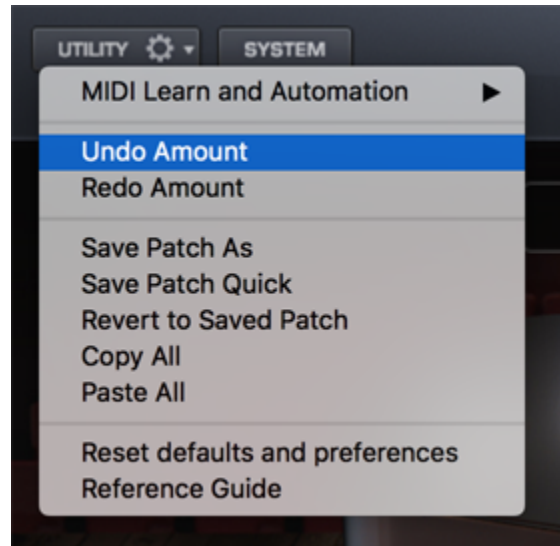 UTILITY SYSTEM
MIDI Learn and Automation
Undo Amount
Redo Amount
Save Patch As
Save Patch Quick
Revert to Saved Patch
Copy All
Paste All
Reset defaults and preferences
Reference Guide